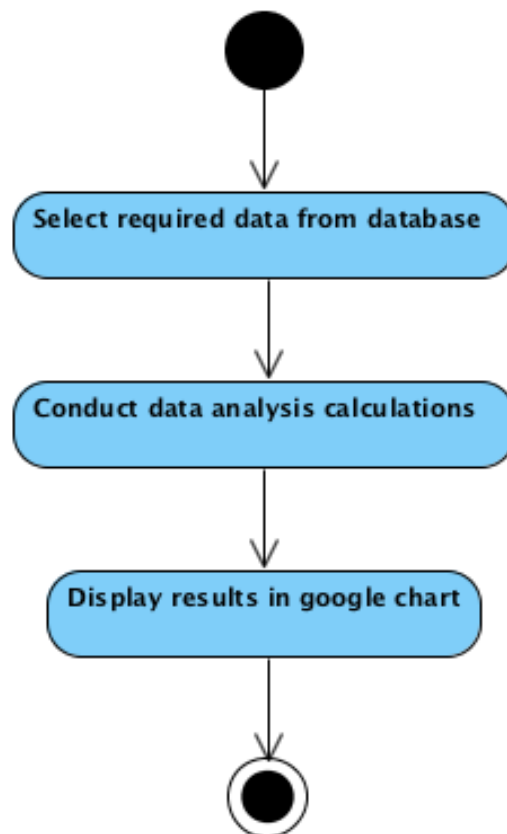 Select required data from database
Conduct data analysis calculations
Display results in google chart